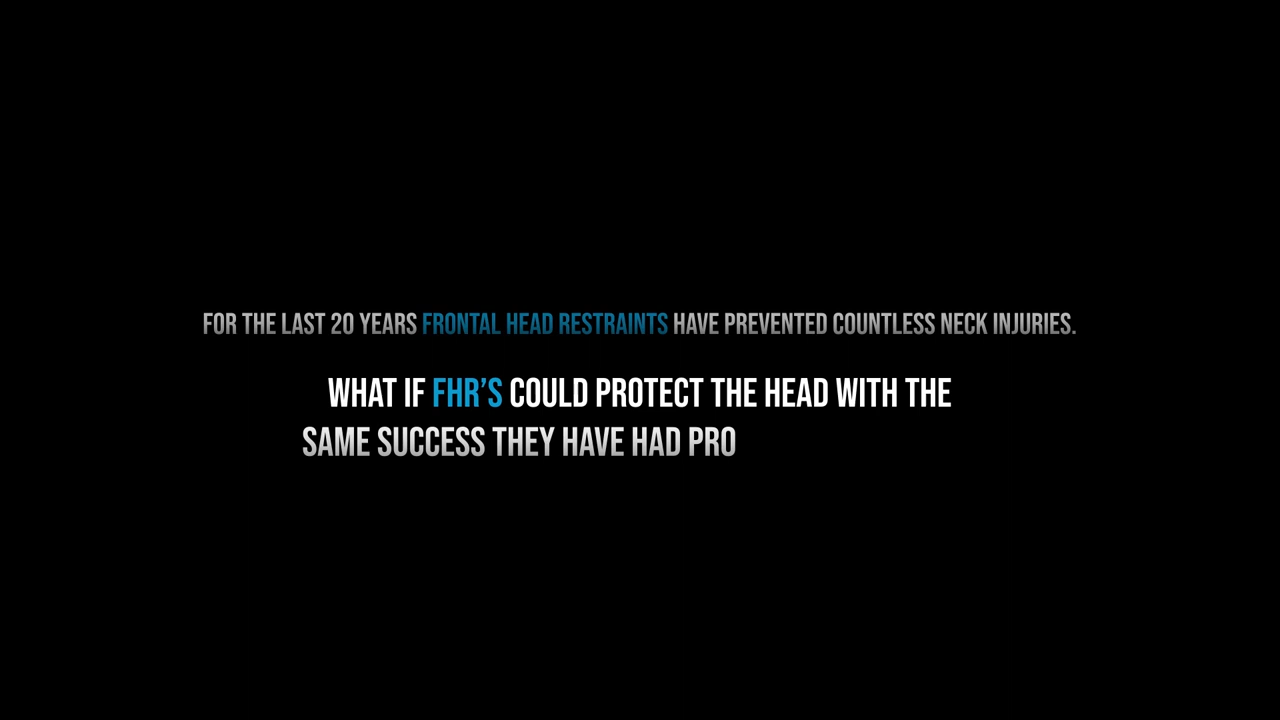 FOR THE LAST 20 YEARS FRONTAL HEAD RESTRAINTS HAVE PREVENTED COUNTLESS NECK INJURIES.
WHAT IF FHR’S COULD PROTECT THE HEAD WITH THE
SAME SUCCESS THEY HAVE HAD PRO